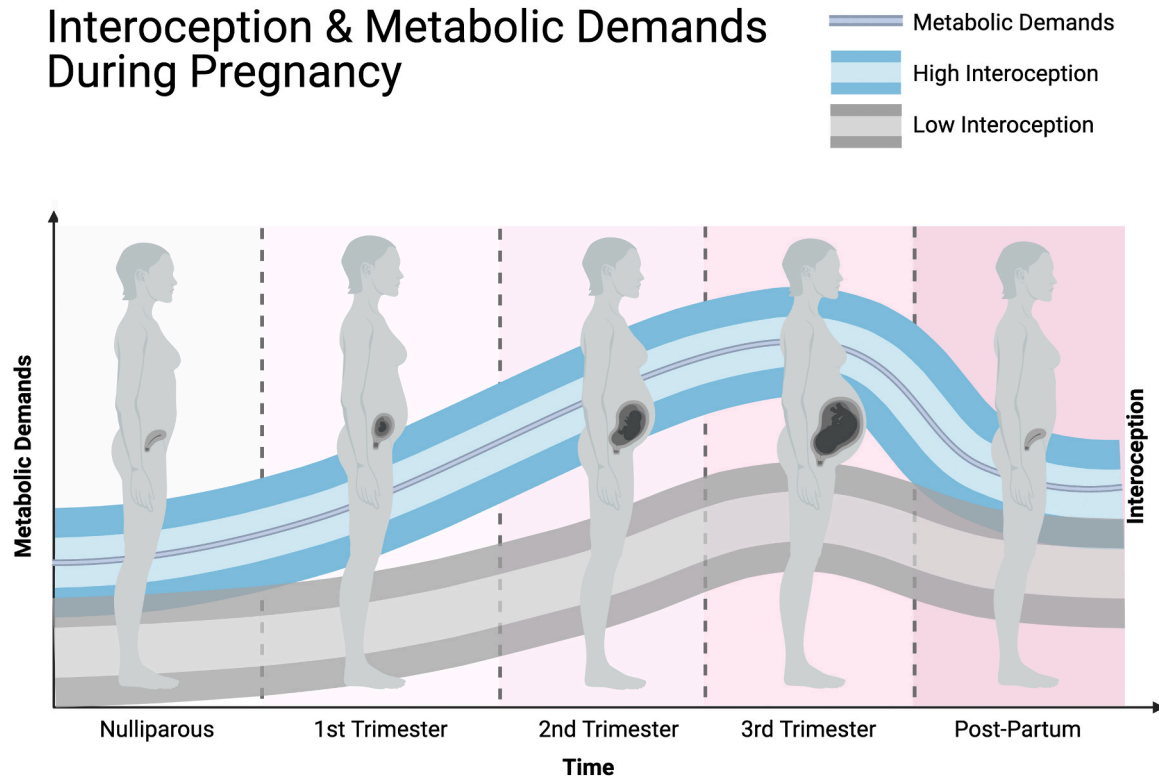 Interoception & Metabolic Demands
During Pregnancy
Metabolic Demands
High Interoception
Low Interoception
Metabolic Demands
Interoception
Nulliparous
1st Trimester
2nd Trimester
3rd Trimester
Post-Partum
Time